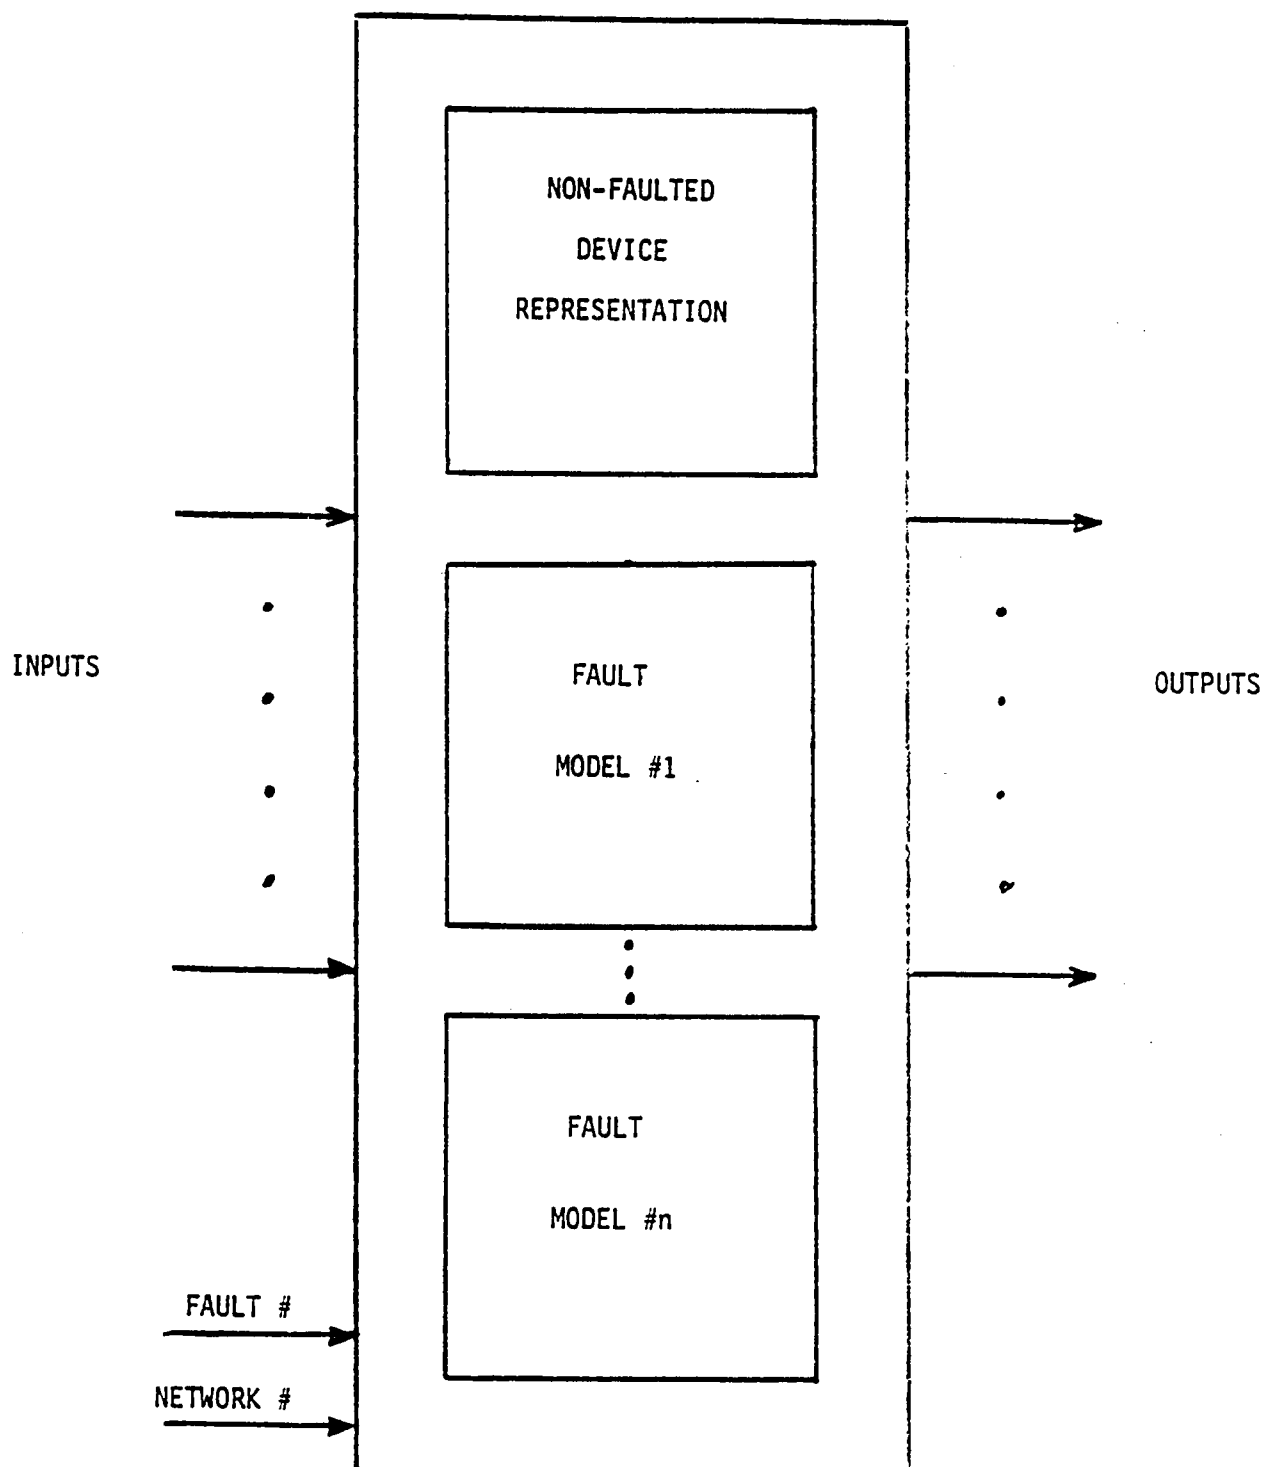 NON-FAULTED
DEVICE
REPRESENTATION
INPUTS
FAULT
MODEL #1
OUTPUTS
FAULT
MODEL #n
FAULT #
NETWORK #